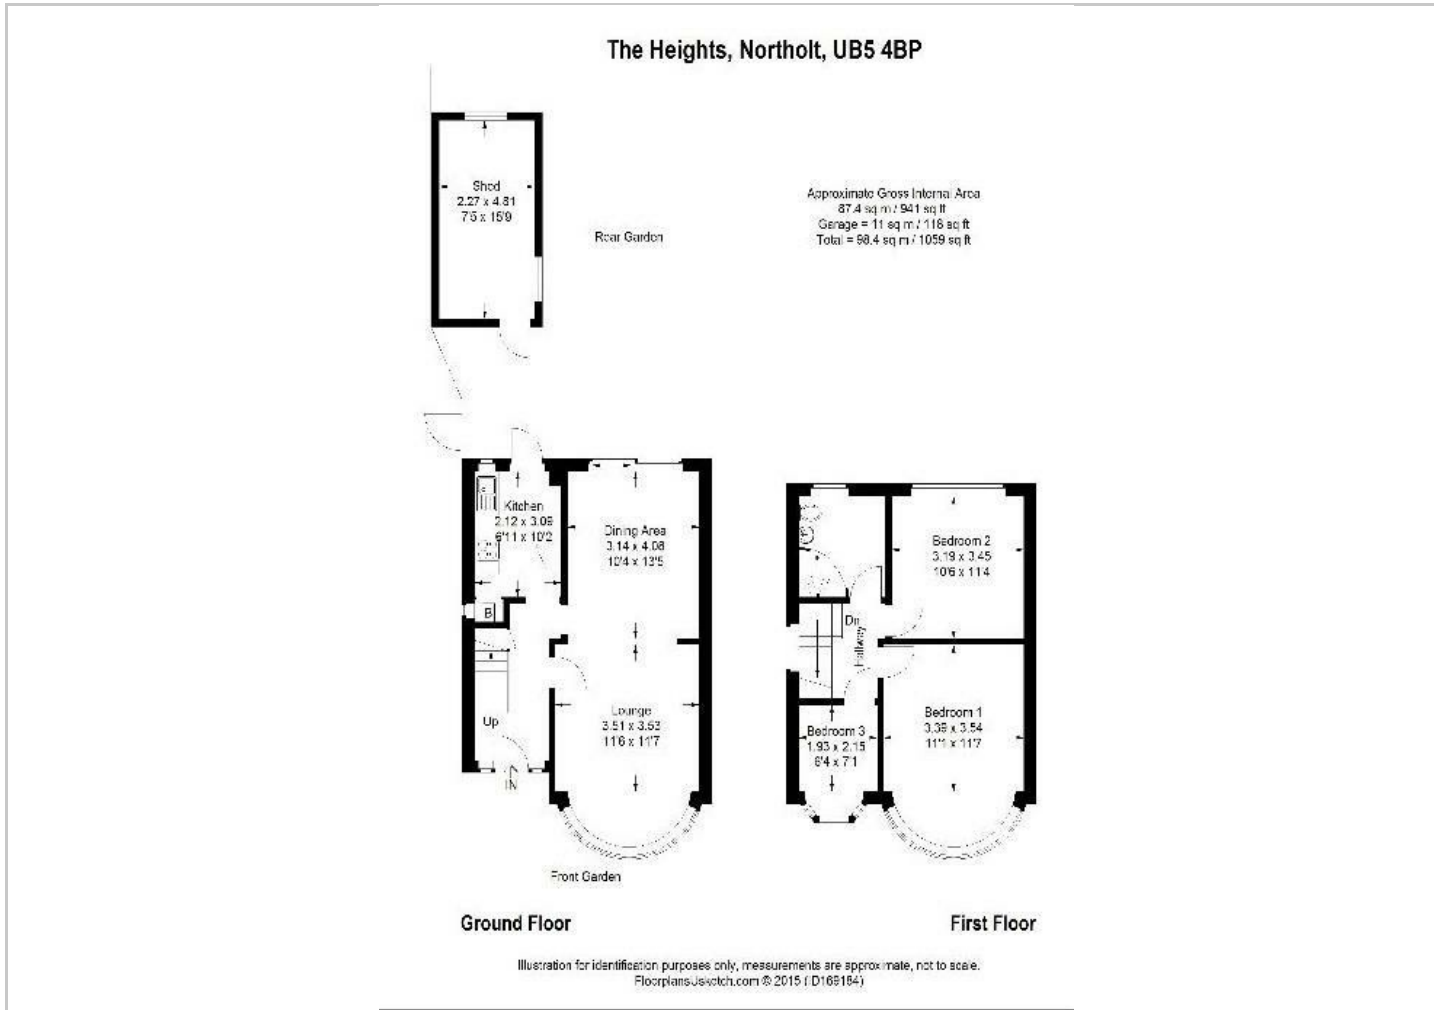 The Heights, Northolt, UB5 4BP
Shed
2.27 x 4.81
7'5 x 15'9
Rear Garden
Approximate Gross Internal Area
87.4 sq m / 941 sq ft
Garage = 11 sq m / 118 sq ft
Total = 98.4 sq m / 1059 sq ft
Kitchen
2.12 x 3.09
6'11 x 10'2
Dining Area
3.14 x 4.08
10'4 x 13'5
B
Up
IN
Lounge
3.51 x 3.53
11'6 x 11'7
Front Garden
Bedroom 2
3.19 x 3.45
10'6 x 11'4
Dn
Hallway
Bedroom 3
1.93 x 2.15
6'4 x 7'1
Bedroom 1
3.39 x 3.54
11'1 x 11'7
Ground Floor
First Floor
Illustration for identification purposes only, measurements are approximate, not to scale.
FloorplansUsketch.com © 2015 (ID169184)